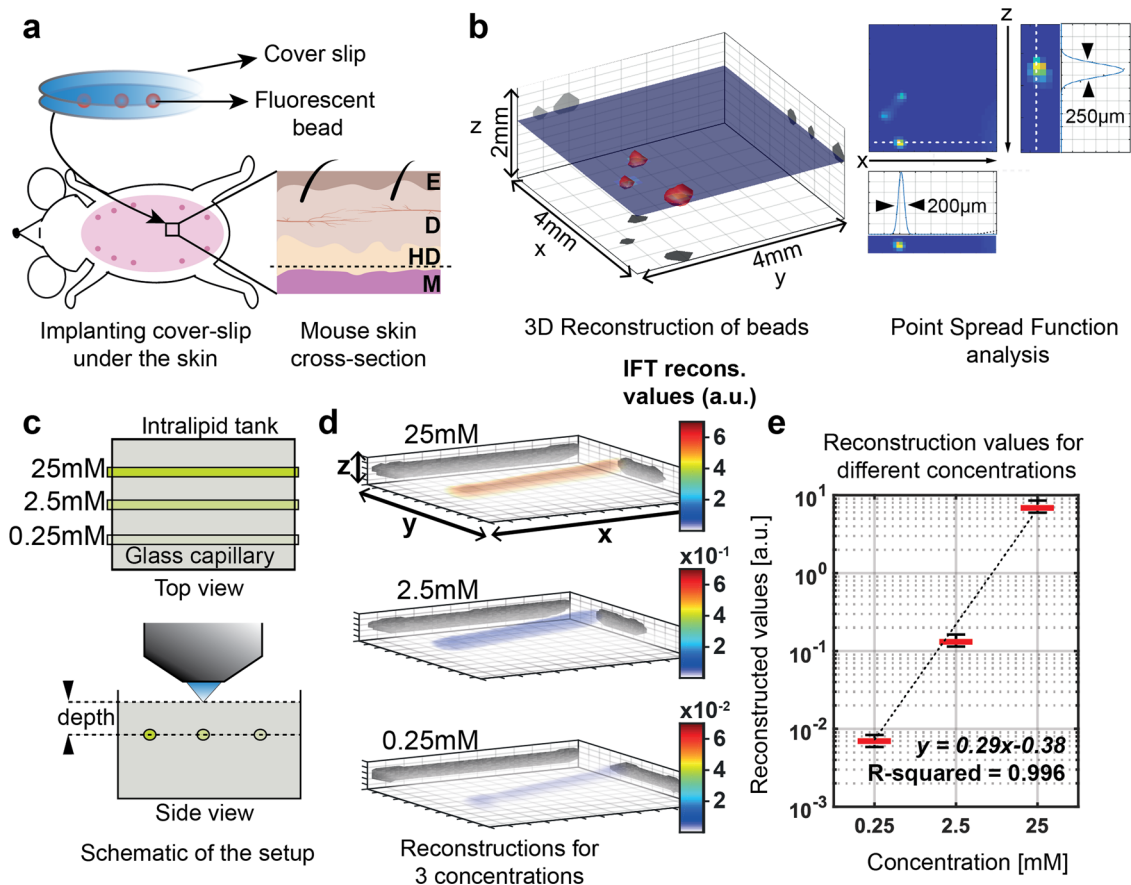 a
Cover slip
Fluorescent
bead
E
D
HD
M
Implanting cover-slip
under the skin
Mouse skin
cross-section
b
z
2mm
4mm
x
4mm
y
3D Reconstruction of beads
z
250µm
x
200µm
Point Spread Function
analysis
c
Intralipid tank
25mM
2.5mM
0.25mM
Glass capillary
Top view
depth
Side view
Schematic of the setup
d
IFT recons.
values (a.u.)
25mM
z
y
x
6
4
2
2.5mM
x10-1
6
4
2
0.25mM
x10-2
6
4
2
Reconstructions for
3 concentrations
e
Reconstruction values for
different concentrations
Reconstructed values [a.u.]
101
100
10-1
10-2
10-3
y = 0.29x-0.38
R-squared = 0.996
0.25
2.5
25
Concentration [mM]